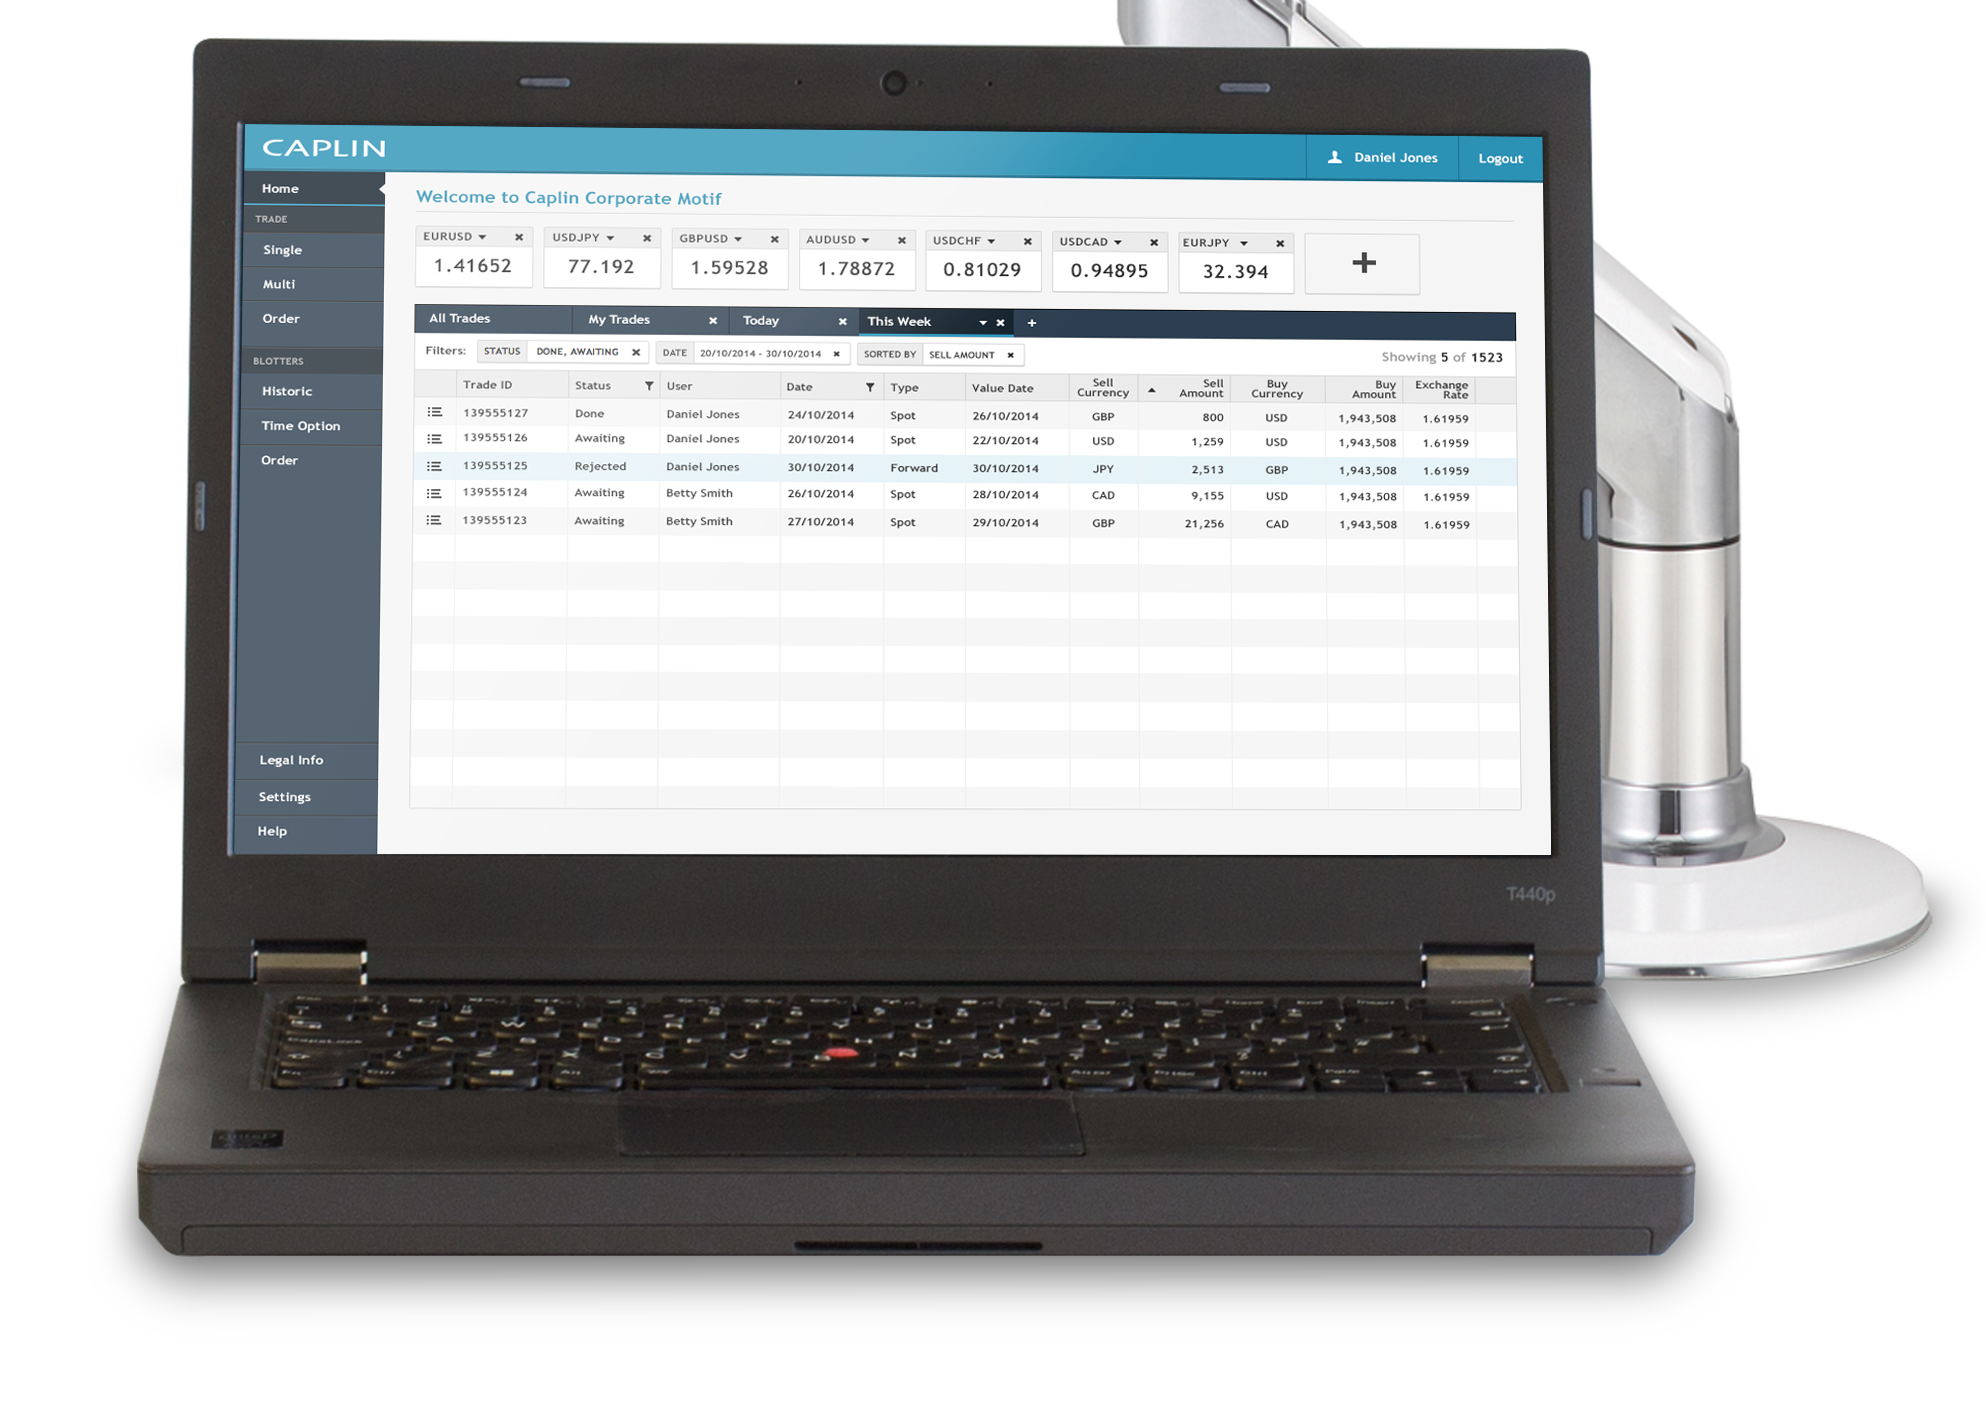 CAPLIN
Daniel Jones Logout
Home
TRADE
Single
Multi
Order
BLOTTERS
Historic
Time Option
Order
Legal Info
Settings
Help
Welcome to Caplin Corporate Motif
EURUSD USDJPY GBPUSD AUDUSD USDCHF USDCAD EURJPY
1.41652 77.192 1.59528 1.78872 0.81029 0.94895 32.394 +
All Trades My Trades Today This Week +
Filters: STATUS DONE, AWAITING DATE 20/10/2014 - 30/10/2014 SORTED BY SELL AMOUNT Showing 5 of 1523
Trade ID Status User Date Type Value Date Sell Currency Sell Amount Buy Currency Buy Amount Exchange Rate
139555127 Done Daniel Jones 24/10/2014 Spot 26/10/2014 GBP 800 USD 1,943,508 1.61959
139555126 Awaiting Daniel Jones 20/10/2014 Spot 22/10/2014 USD 1,259 USD 1,943,508 1.61959
139555125 Rejected Daniel Jones 30/10/2014 Forward 30/10/2014 JPY 2,513 GBP 1,943,508 1.61959
139555124 Awaiting Betty Smith 26/10/2014 Spot 28/10/2014 CAD 9,155 USD 1,943,508 1.61959
139555123 Awaiting Betty Smith 27/10/2014 Spot 29/10/2014 GBP 21,256 CAD 1,943,508 1.61959
T440p